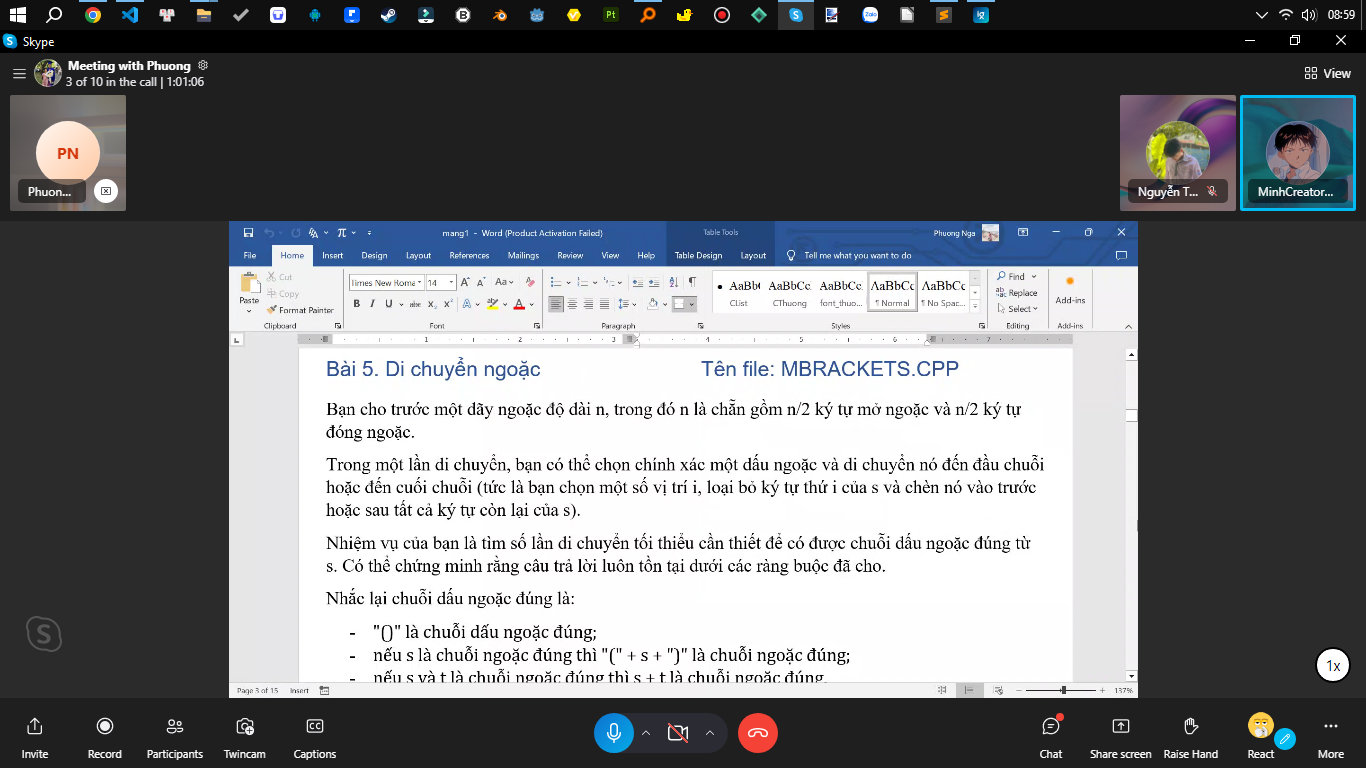 08:59
Skype
Meeting with Phuong
3 of 10 in the call | 1:01:06
View
PN
Phuon...
Nguyễn T...
MinhCreator...
mang1 - Word (Product Activation Failed)
Table Tools
Phuong Nga
File Home Insert Design Layout References Mailings Review View Help Table Design Layout Tell me what you want to do
Paste
Cut
Copy
Format Painter
Clipboard
Times New Roma 14
Font
Paragraph
AaBb( AaBbCc. AaBbCc. AaBbCc AaBbCc
CList CThuong font_thuo... ¶ Normal ¶ No Spac...
Styles
Find
Replace
Select
Editing
Add-ins
Add-ins
1 2 3 4 5 6 7
Bài 5. Di chuyển ngoặc Tên file: MBRACKETS.CPP
Bạn cho trước một dãy ngoặc độ dài n, trong đó n là chẵn gồm n/2 ký tự mở ngoặc và n/2 ký tự
đóng ngoặc.
Trong một lần di chuyển, bạn có thể chọn chính xác một dấu ngoặc và di chuyển nó đến đầu chuỗi
hoặc đến cuối chuỗi (tức là bạn chọn một số vị trí i, loại bỏ ký tự thứ i của s và chèn nó vào trước
hoặc sau tất cả ký tự còn lại của s).
Nhiệm vụ của bạn là tìm số lần di chuyển tối thiểu cần thiết để có được chuỗi dấu ngoặc đúng từ
s. Có thể chứng minh rằng câu trả lời luôn tồn tại dưới các ràng buộc đã cho.
Nhắc lại chuỗi dấu ngoặc đúng là:
- "()" là chuỗi dấu ngoặc đúng;
- nếu s là chuỗi ngoặc đúng thì "(" + s + ")" là chuỗi ngoặc đúng;
- nếu s và t là chuỗi ngoặc đúng thì s + t là chuỗi ngoặc đúng.
Page 3 of 15 Insert
137%
1x
Invite
Record
Participants
Twincam
Captions
Chat
Share screen
Raise Hand
React
More